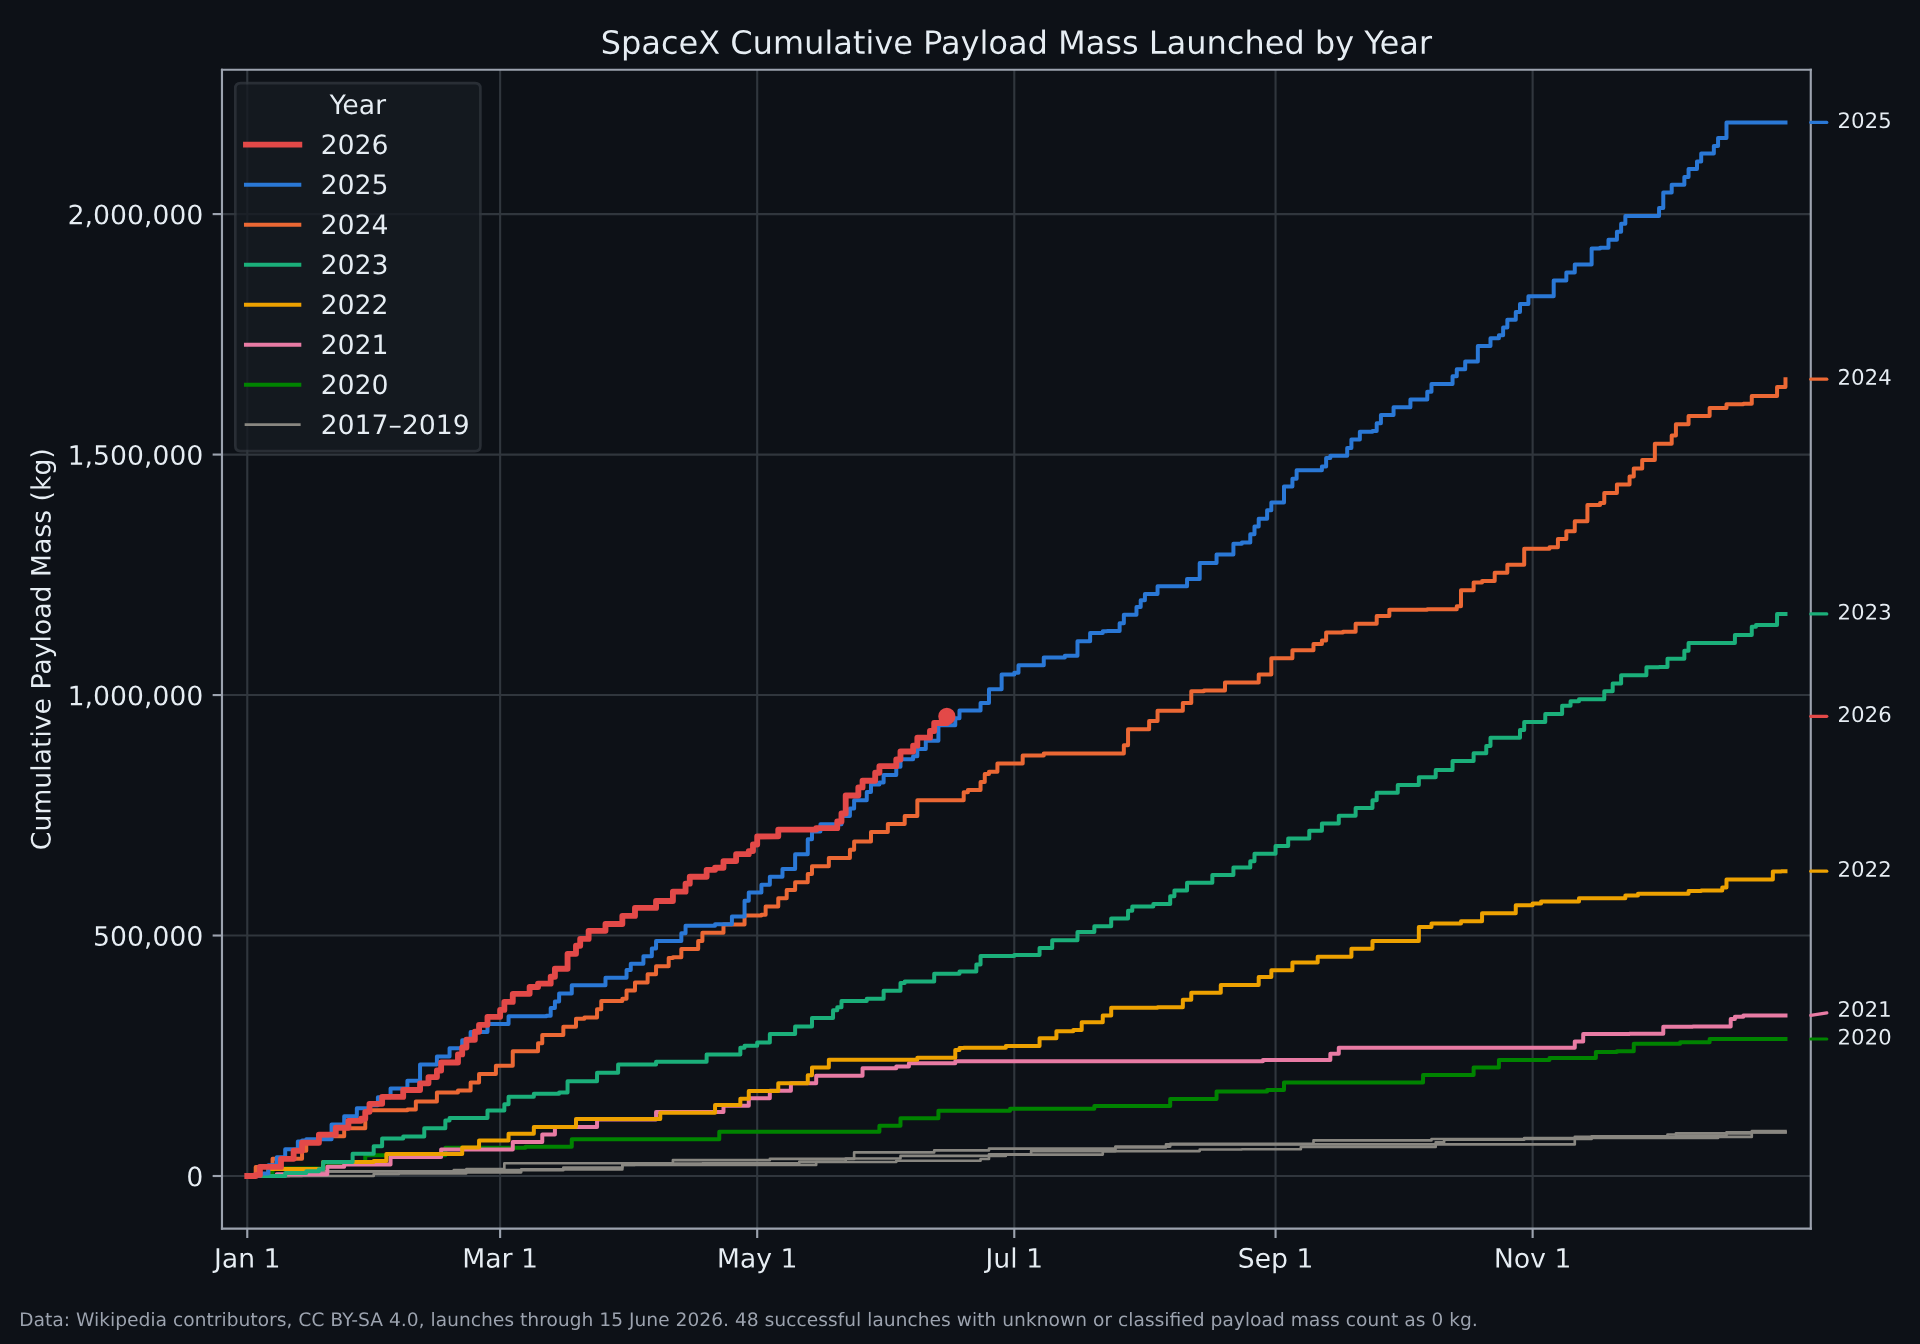 SpaceX Cumulative Payload Mass Launched by Year
Year
2026
2025
2024
2023
2022
2021
2020
2017–2019
Cumulative Payload Mass (kg)
2,000,000
1,500,000
1,000,000
500,000
0
Jan 1
Mar 1
May 1
Jul 1
Sep 1
Nov 1
2025
2024
2023
2026
2022
2021
2020
Data: Wikipedia contributors, CC BY-SA 4.0, launches through 15 June 2026. 48 successful launches with unknown or classified payload mass count as 0 kg.